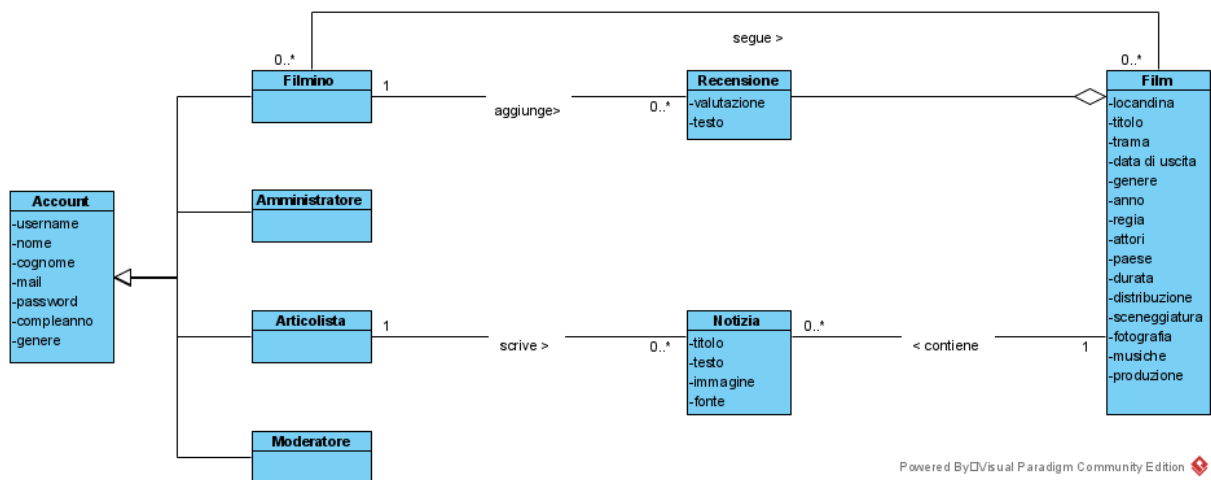 segue >
0..*
0..*
Filmino
1
aggiunge>
0..*
Recensione
-valutazione
-testo
Film
-locandina
-titolo
-trama
-data di uscita
-genere
-anno
-regia
-attori
-paese
-durata
-distribuzione
-sceneggiatura
-fotografia
-musiche
-produzione
Account
-username
-nome
-cognome
-mail
-password
-compleanno
-genere
Amministratore
Articolista
1
scrive >
0..*
Notizia
-titolo
-testo
-immagine
-fonte
0..*
< contiene
1
Moderatore
Powered By□Visual Paradigm Community Edition